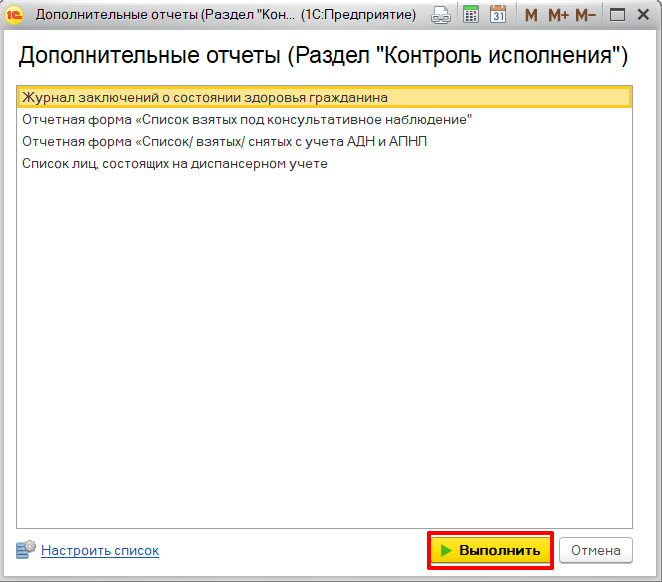 1С Дополнительные отчеты (Раздел "Кон... (1С:Предприятие) 31 M M+ M−
Дополнительные отчеты (Раздел "Контроль исполнения")
Журнал заключений о состоянии здоровья гражданина
Отчетная форма «Список взятых под консультативное наблюдение"
Отчетная форма «Список/ взятых/ снятых с учета АДН и АПНЛ
Список лиц, состоящих на диспансерном учете
Настроить список
Выполнить
Отмена